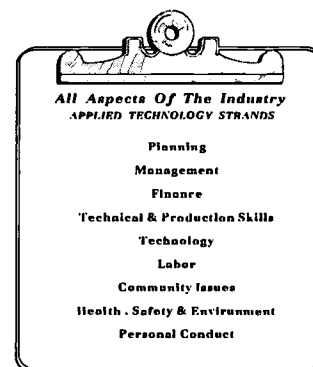 All Aspects Of The Industry
APPLIED TECHNOLOGY STRANDS
Planning
Management
Finance
Technical & Production Skills
Technology
Labor
Community Issues
Health , Safety & Environment
Personal Conduct